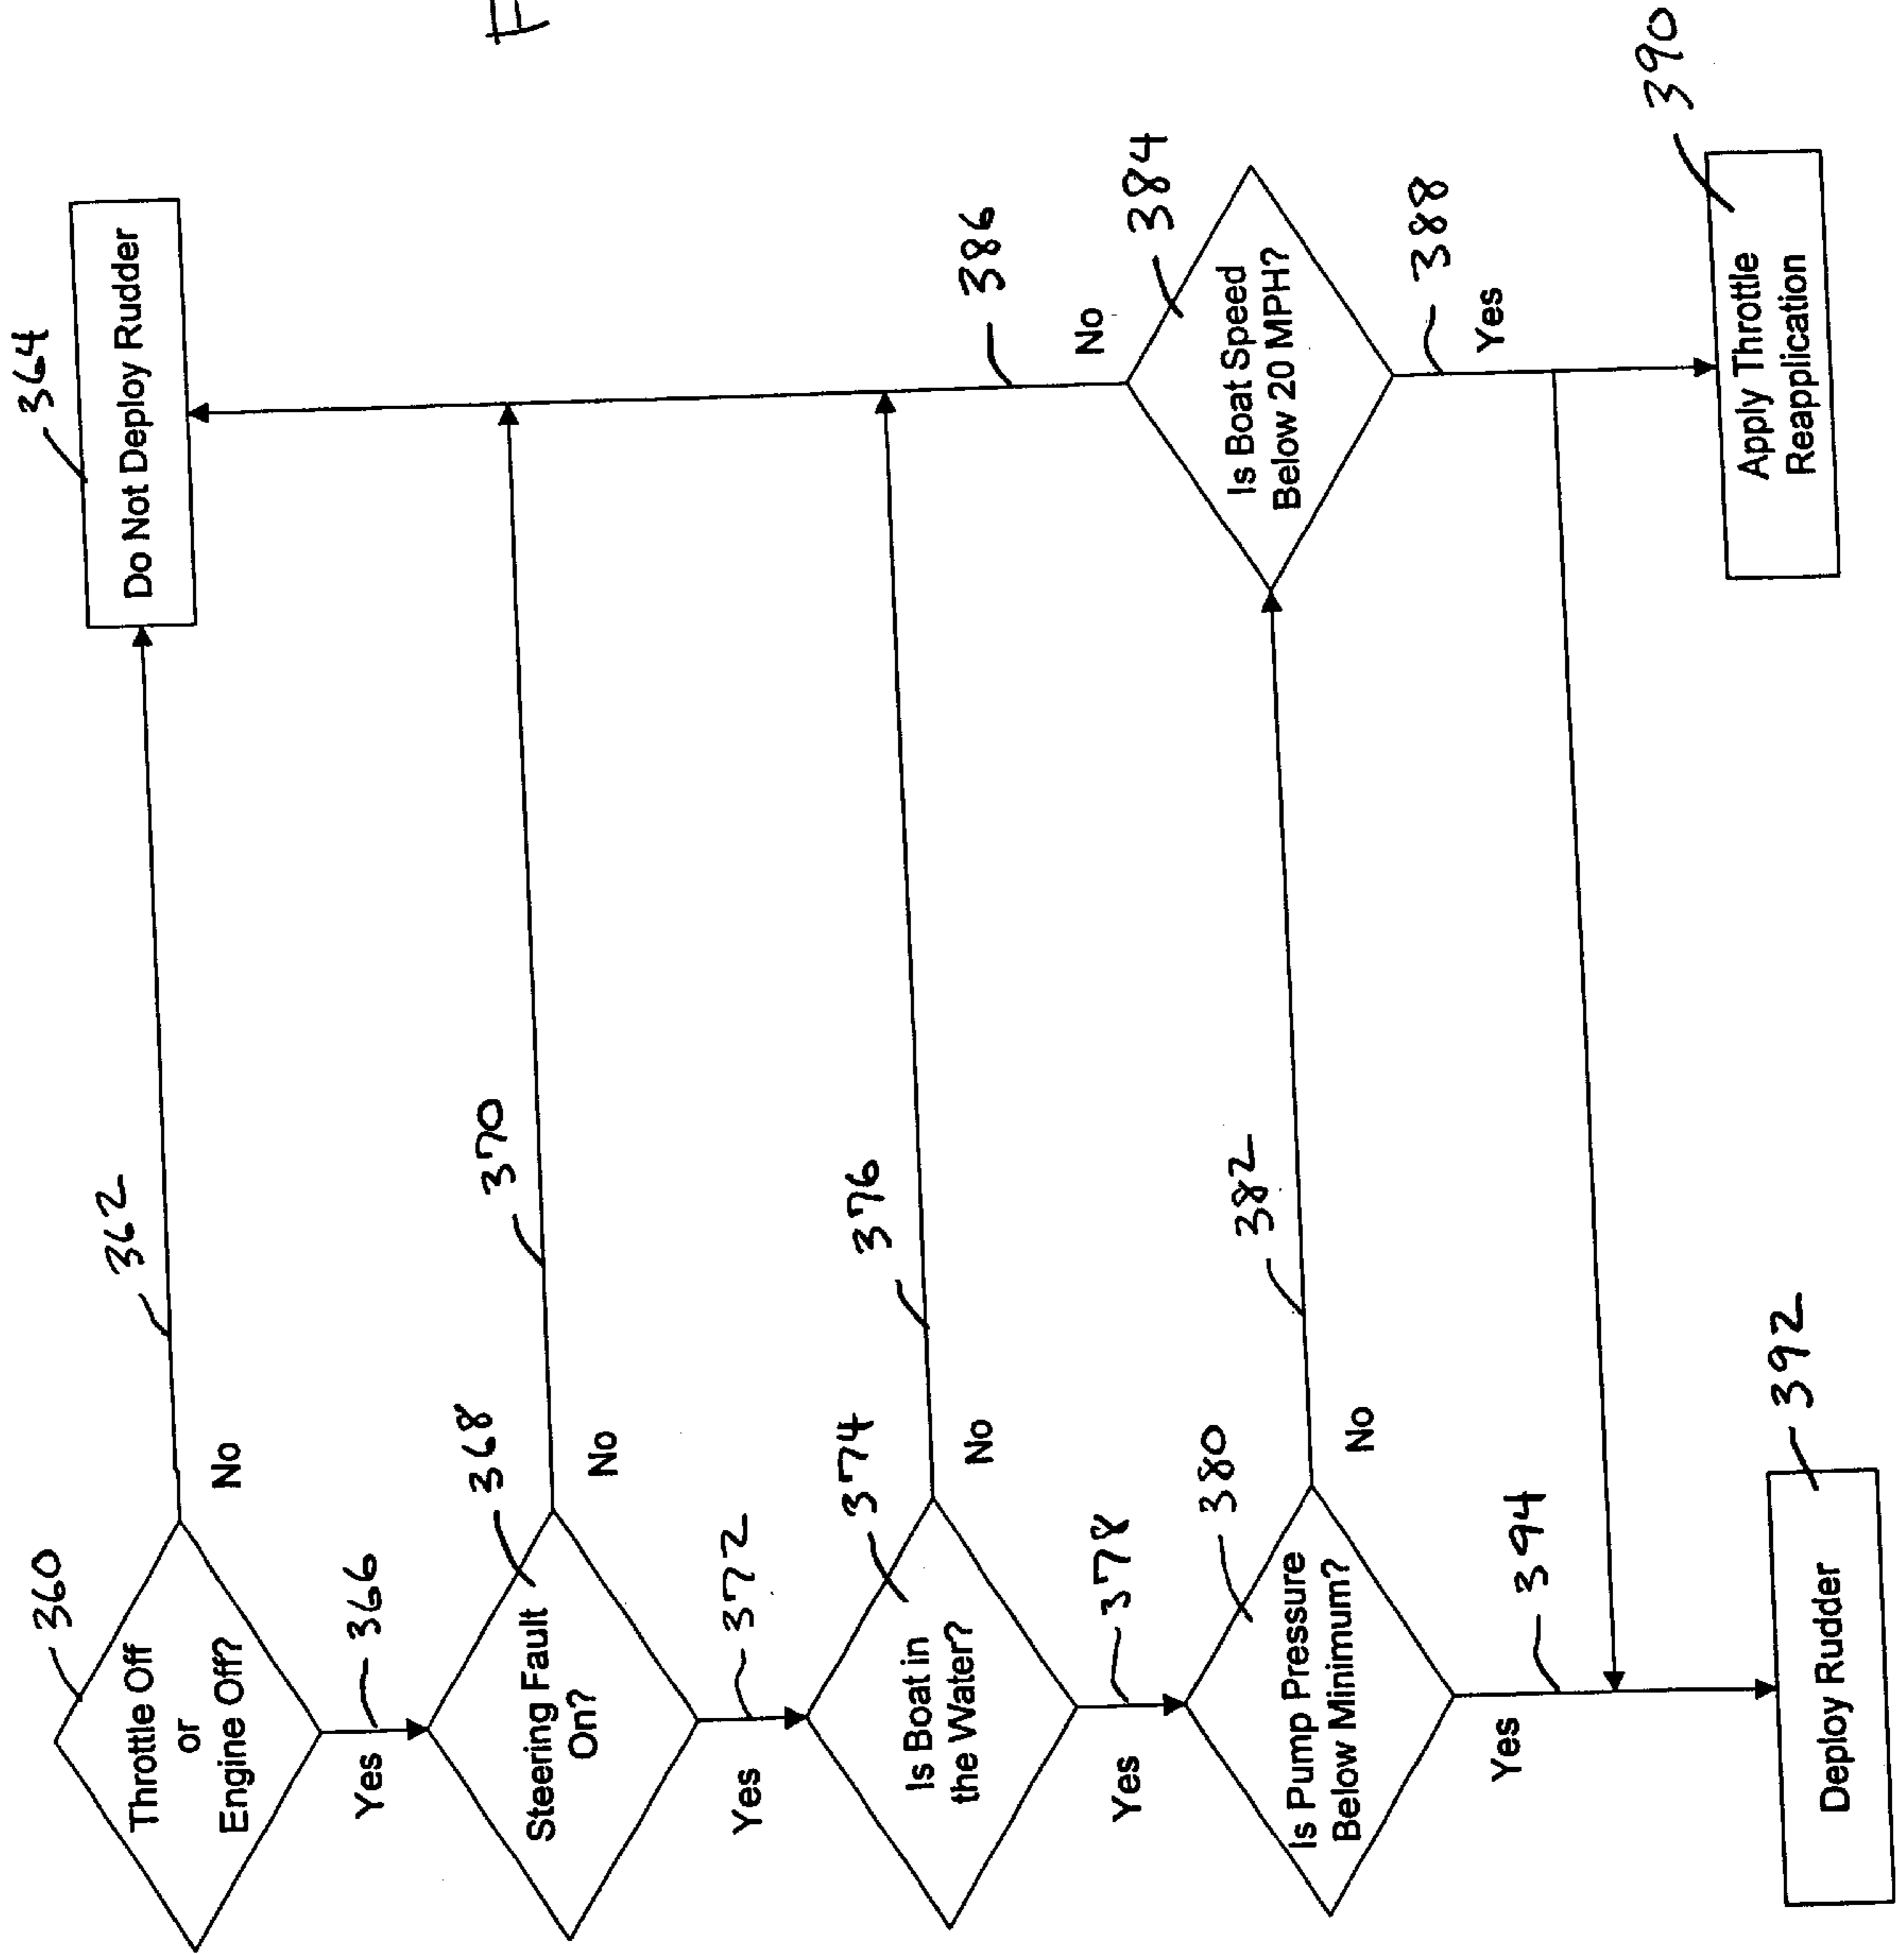 360
Throttle Off
or
Engine Off?
No
362
364
Do Not Deploy Rudder
366
Yes
368
Steering Fault
On?
No
370
372
Yes
374
Is Boat in
the Water?
No
376
378
Yes
380
Is Pump Pressure
Below Minimum?
No
382
386
No
384
Is Boat Speed
Below 20 MPH?
388
Yes
394
Yes
392
Deploy Rudder
390
Apply Throttle
Reapplication